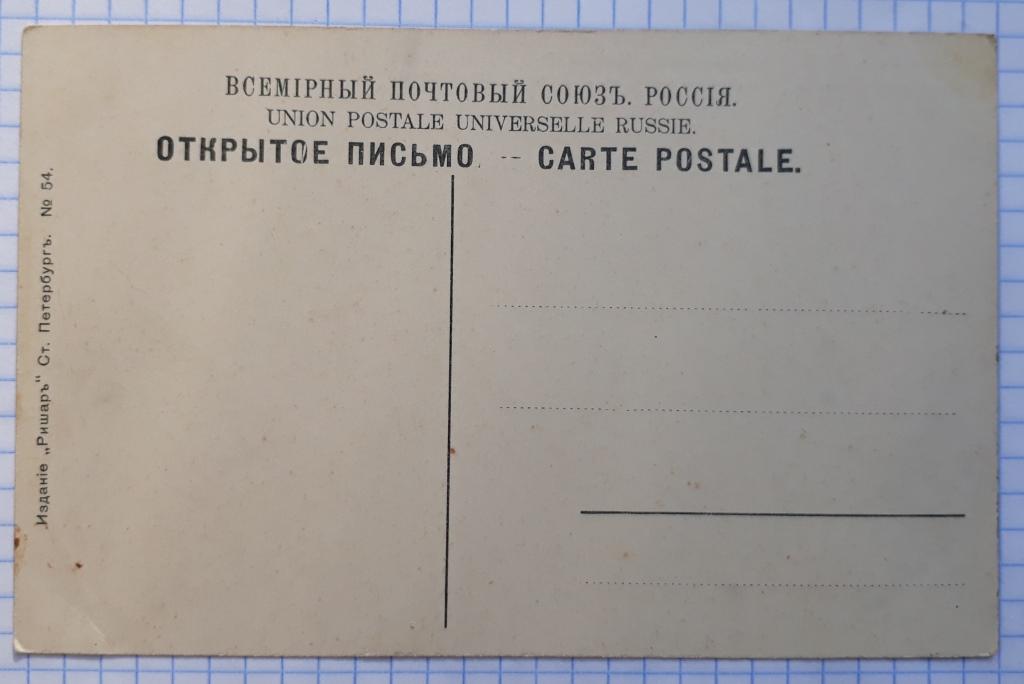 ВСЕМІРНЫЙ ПОЧТОВЫЙ СОЮЗЪ. РОССІЯ.
UNION POSTALE UNIVERSELLE RUSSIE.
ОТКРЫТОЕ ПИСЬМО. -- CARTE POSTALE.
Изданіе „Ришаръ" Ст. Петербургъ. № 54.